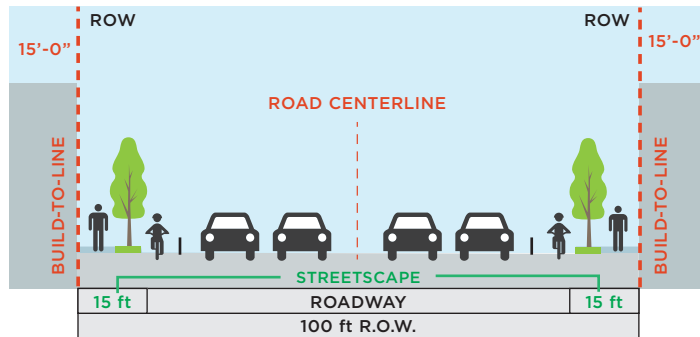 ROW
ROW
15’-0”
15’-0”
ROAD CENTERLINE
BUILD-TO-LINE
BUILD-TO-LINE
STREETSCAPE
15 ft
ROADWAY
15 ft
100 ft R.O.W.